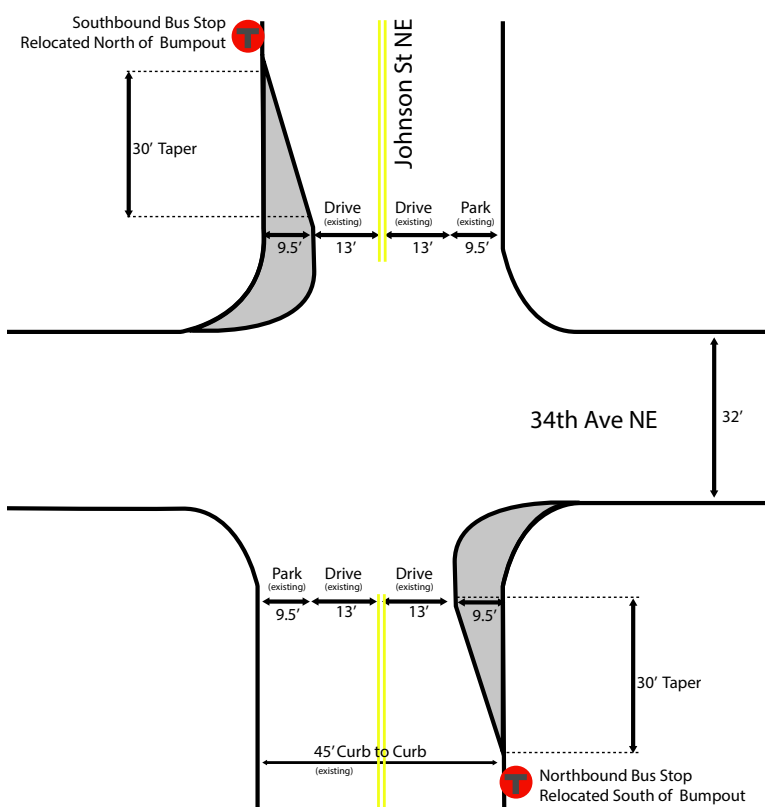 Southbound Bus Stop
Relocated North of Bumpout
T
Johnson St NE
30' Taper
Drive
(existing)
Drive
(existing)
Park
(existing)
9.5'
13'
13'
9.5'
34th Ave NE
32'
Park
(existing)
Drive
(existing)
Drive
(existing)
9.5'
13'
13'
9.5'
30' Taper
45' Curb to Curb
(existing)
T
Northbound Bus Stop
Relocated South of Bumpout